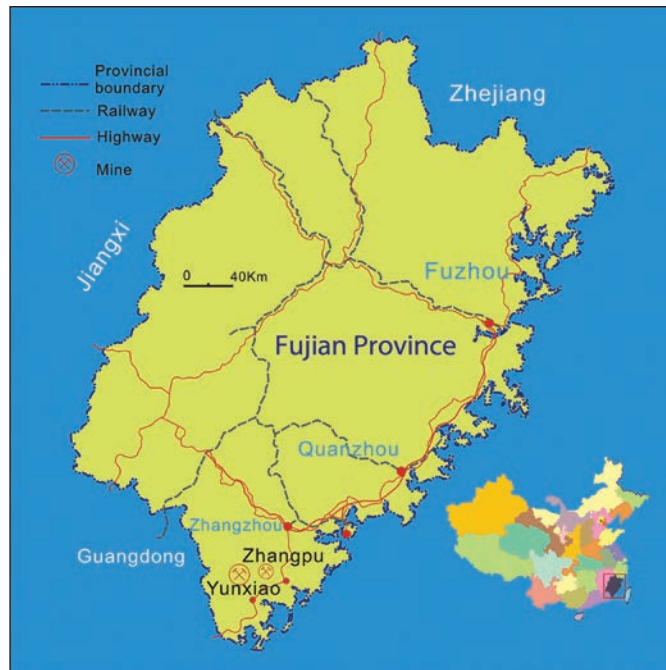 Provincial
boundary
Railway
Highway
Mine
Zhejiang
Jiangxi
0 40Km
Fuzhou
Fujian Province
Quanzhou
Zhangzhou
Guangdong
Zhangpu
Yunxiao